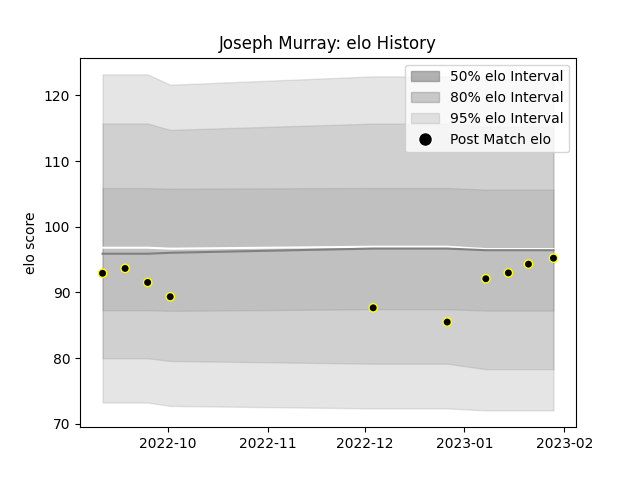 Joseph Murray: elo History
50% elo Interval
80% elo Interval
95% elo Interval
Post Match elo
elo score
120
110
100
90
80
70
2022-10
2022-11
2022-12
2023-01
2023-02